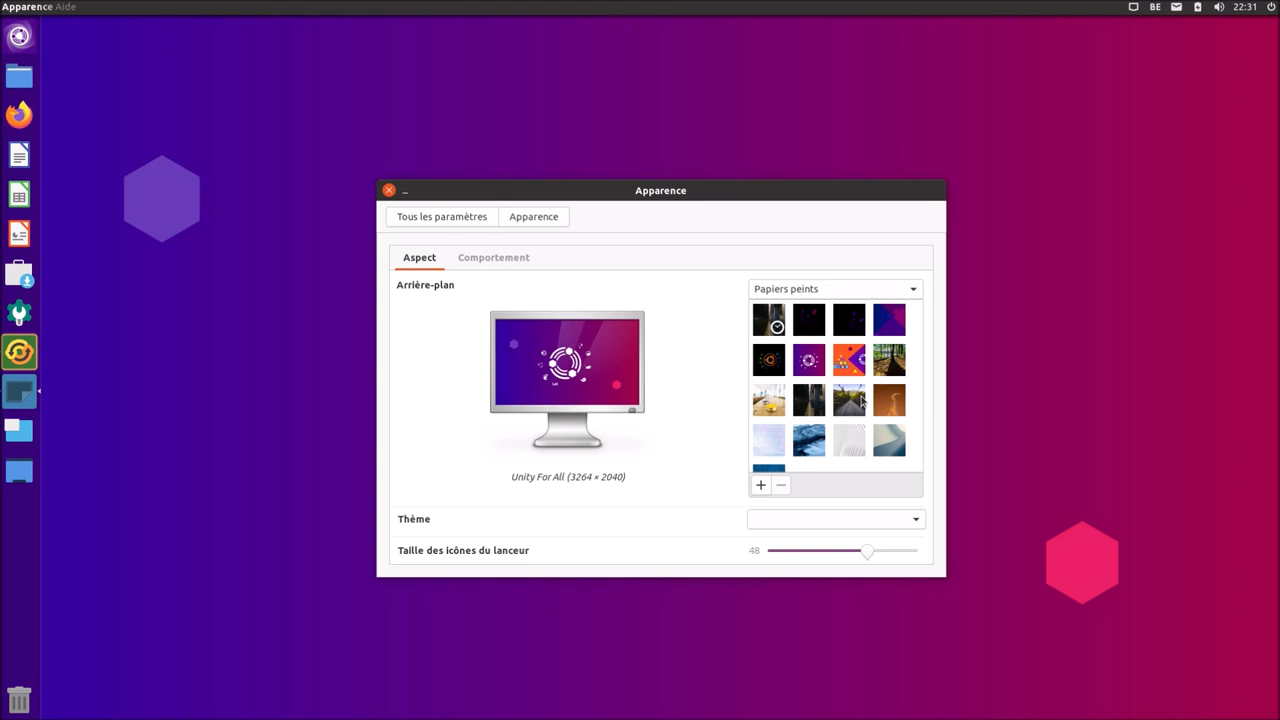 Apparence Aide
BE
22:31
Apparence
Tous les paramètres
Apparence
Aspect
Comportement
Arrière-plan
Papiers peints
Unity For All (3264 × 2040)
Thème
Taille des icônes du lanceur
48